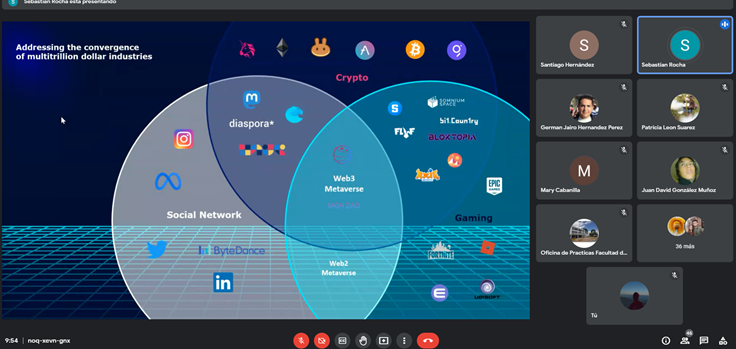 Sebastian Rocha está presentando
Addressing the convergence
of multitrillion dollar industries
Crypto
diaspora*
SOMNIUM
SPACE
bit.Country
BLOKTOPIA
Web3
Metaverse
EPIC
GAMES
Social Network
Gaming
ByteDance
FORTNITE
Web2
Metaverse
UBISOFT
S
Santiago Hernández
S
Sebastian Rocha
German Jairo Hernandez Perez
Patricia Leon Suarez
M
Mary Cabanilla
Juan David González Muñoz
Oficina de Practicas Facultad d...
36 más
Tú
9:54
noq-xevn-gnx